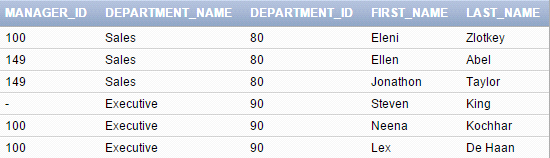 MANAGER_ID DEPARTMENT_NAME DEPARTMENT_ID FIRST_NAME LAST_NAME
100 Sales 80 Eleni Zlotkey
149 Sales 80 Ellen Abel
149 Sales 80 Jonathon Taylor
- Executive 90 Steven King
100 Executive 90 Neena Kochhar
100 Executive 90 Lex De Haan